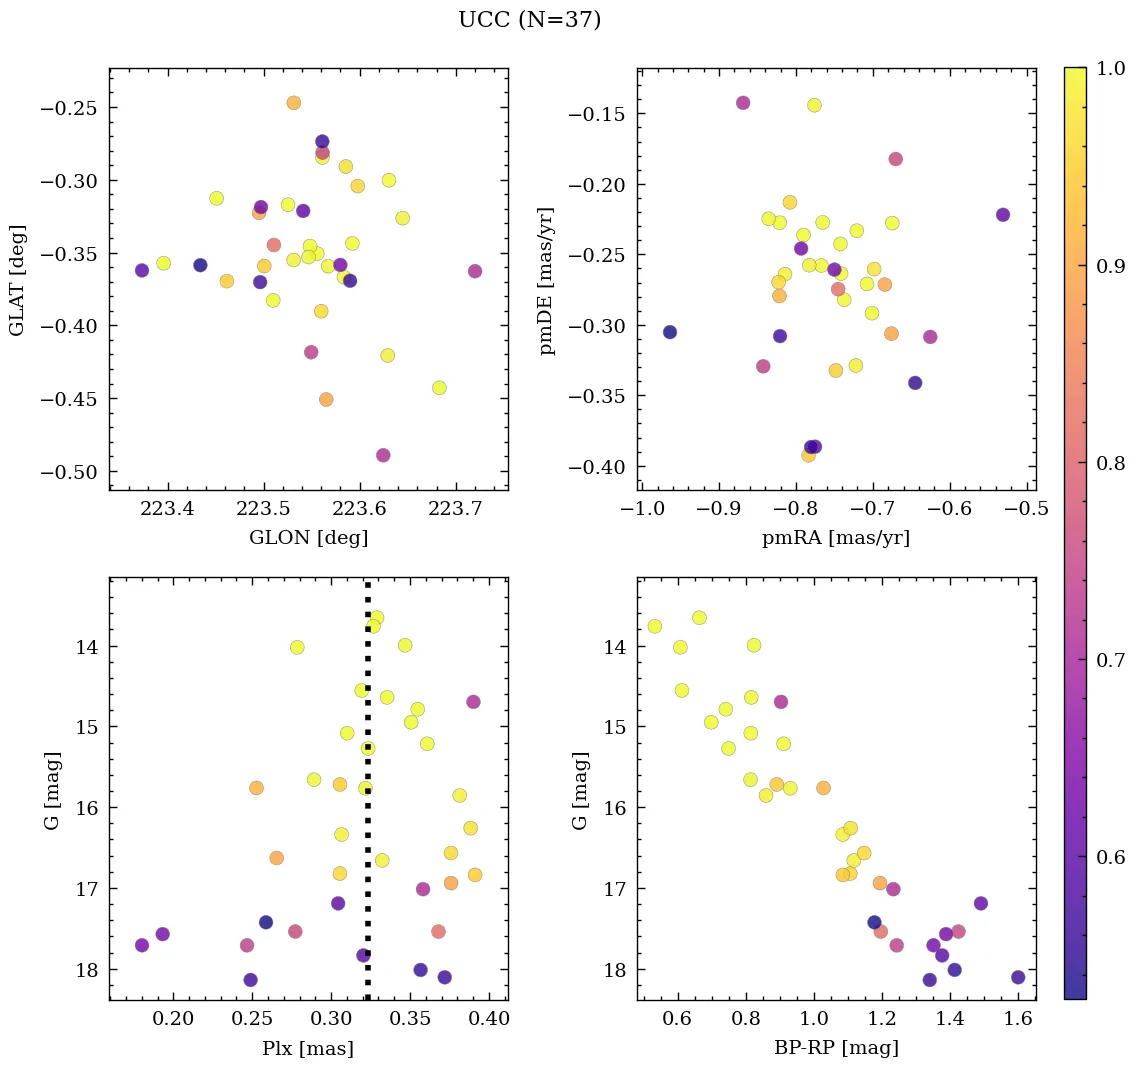 UCC (N=37)
−0.25
−0.30
−0.35
−0.40
−0.45
−0.50
GLAT [deg]
223.4 223.5 223.6 223.7
GLON [deg]
−0.15
−0.20
−0.25
−0.30
−0.35
−0.40
pmDE [mas/yr]
−1.0 −0.9 −0.8 −0.7 −0.6 −0.5
pmRA [mas/yr]
14
15
16
17
18
G [mag]
0.20 0.25 0.30 0.35 0.40
Plx [mas]
14
15
16
17
18
G [mag]
0.6 0.8 1.0 1.2 1.4 1.6
BP-RP [mag]
1.0
0.9
0.8
0.7
0.6